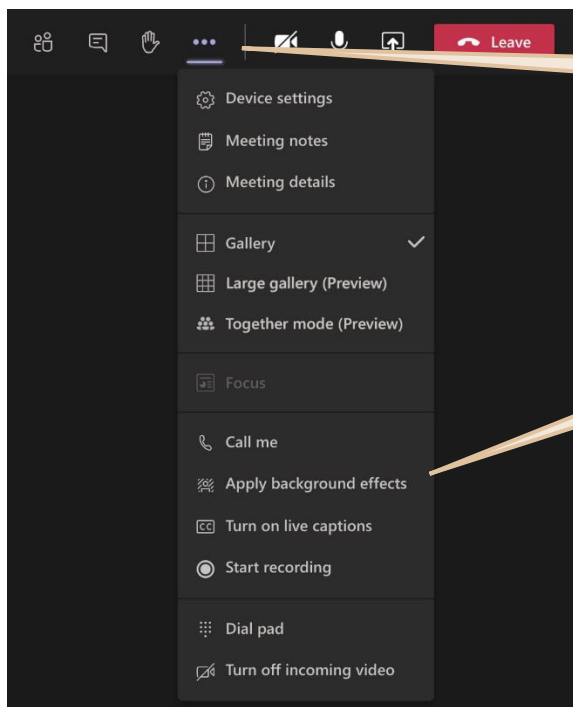 Leave
Device settings
Meeting notes
Meeting details
Gallery
Large gallery (Preview)
Together mode (Preview)
Focus
Call me
Apply background effects
CC Turn on live captions
Start recording
Dial pad
Turn off incoming video